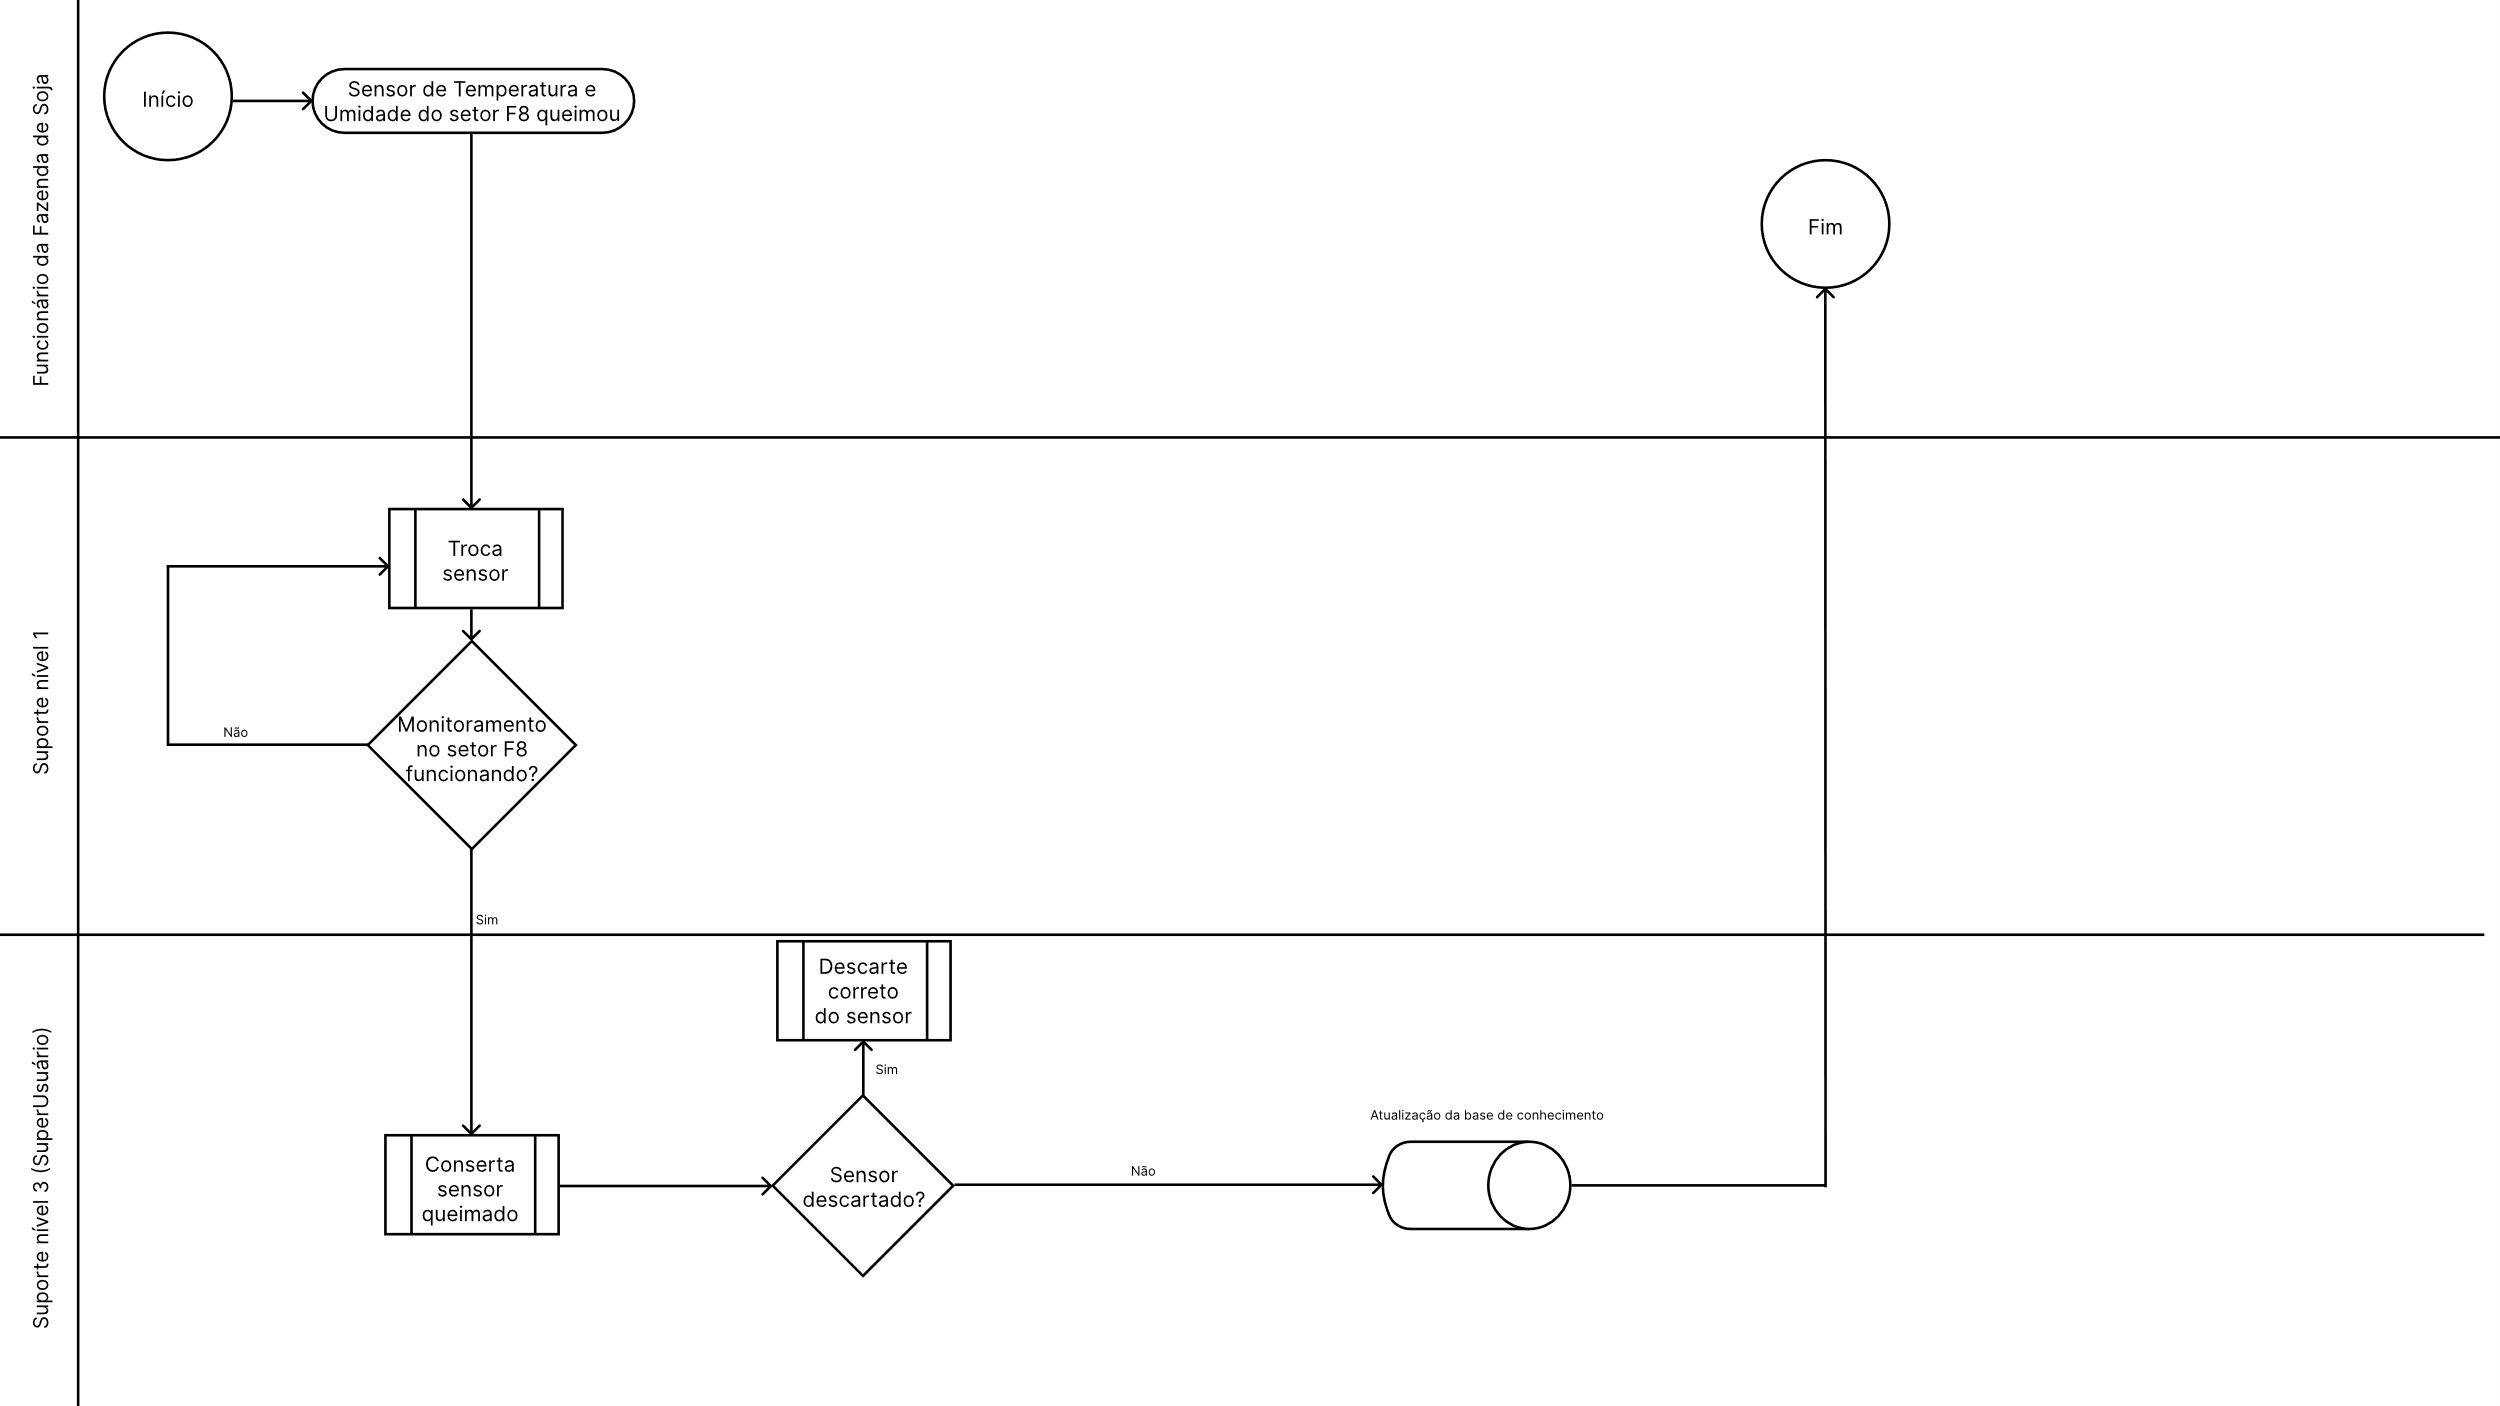 Funcionário da Fazenda de Soja
Início
Sensor de Temperatura e
Umidade do setor F8 queimou
Fim
Suporte nível 1
Troca
sensor
Não
Monitoramento
no setor F8
funcionando?
Sim
Suporte nível 3 (SuperUsuário)
Descarte
correto
do sensor
Sim
Conserta
sensor
queimado
Sensor
descartado?
Não
Atualização da base de conhecimento